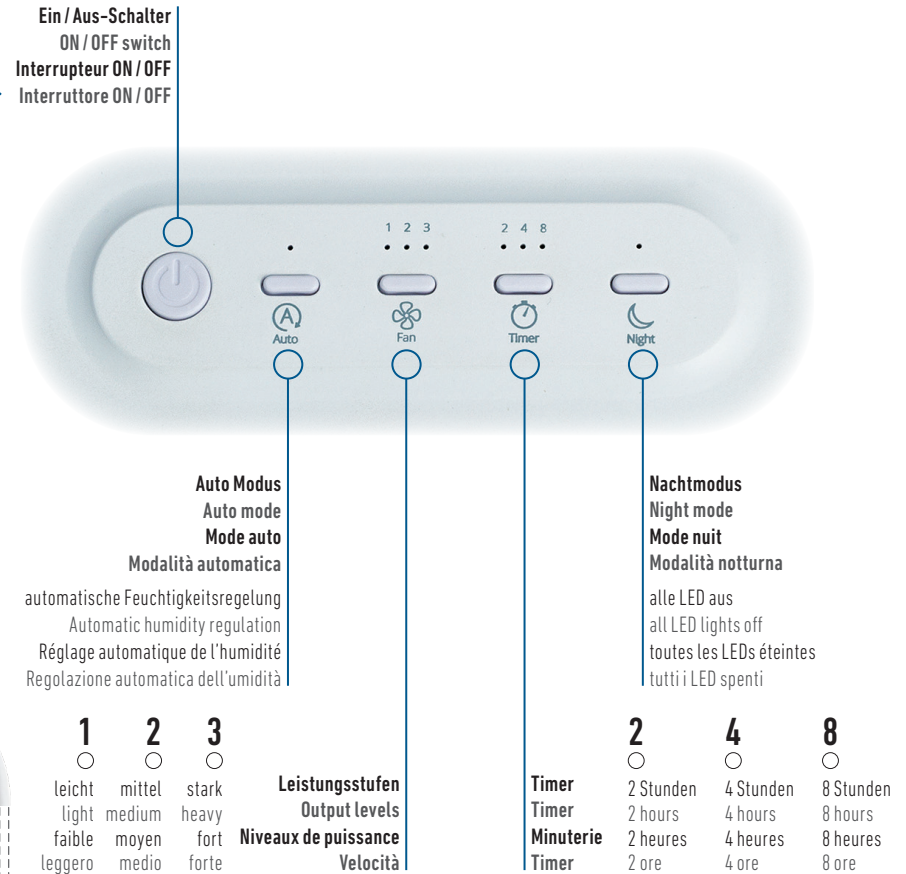 Ein / Aus-Schalter
ON / OFF switch
Interrupteur ON / OFF
Interruttore ON / OFF
1 2 3
2 4 8
A
Auto
Fan
Timer
Night
Auto Modus
Auto mode
Mode auto
Modalità automatica
automatische Feuchtigkeitsregelung
Automatic humidity regulation
Réglage automatique de l'humidité
Regolazione automatica dell'umidità
Nachtmodus
Night mode
Mode nuit
Modalità notturna
alle LED aus
all LED lights off
toutes les LEDs éteintes
tutti i LED spenti
1 2 3
leicht mittel stark
light medium heavy
faible moyen fort
leggero medio forte
Leistungsstufen
Output levels
Niveaux de puissance
Velocità
Timer
Timer
Minuterie
Timer
2 4 8
2 Stunden 4 Stunden 8 Stunden
2 hours 4 hours 8 hours
2 heures 4 heures 8 heures
2 ore 4 ore 8 ore